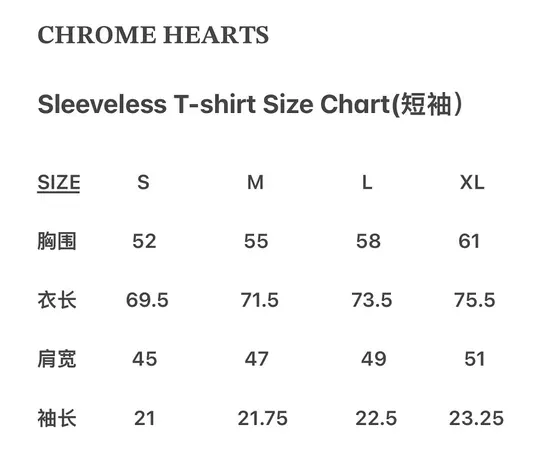 CHROME HEARTS
Sleeveless T-shirt Size Chart(短袖）
SIZE S M L XL
胸围 52 55 58 61
衣长 69.5 71.5 73.5 75.5
肩宽 45 47 49 51
袖长 21 21.75 22.5 23.25